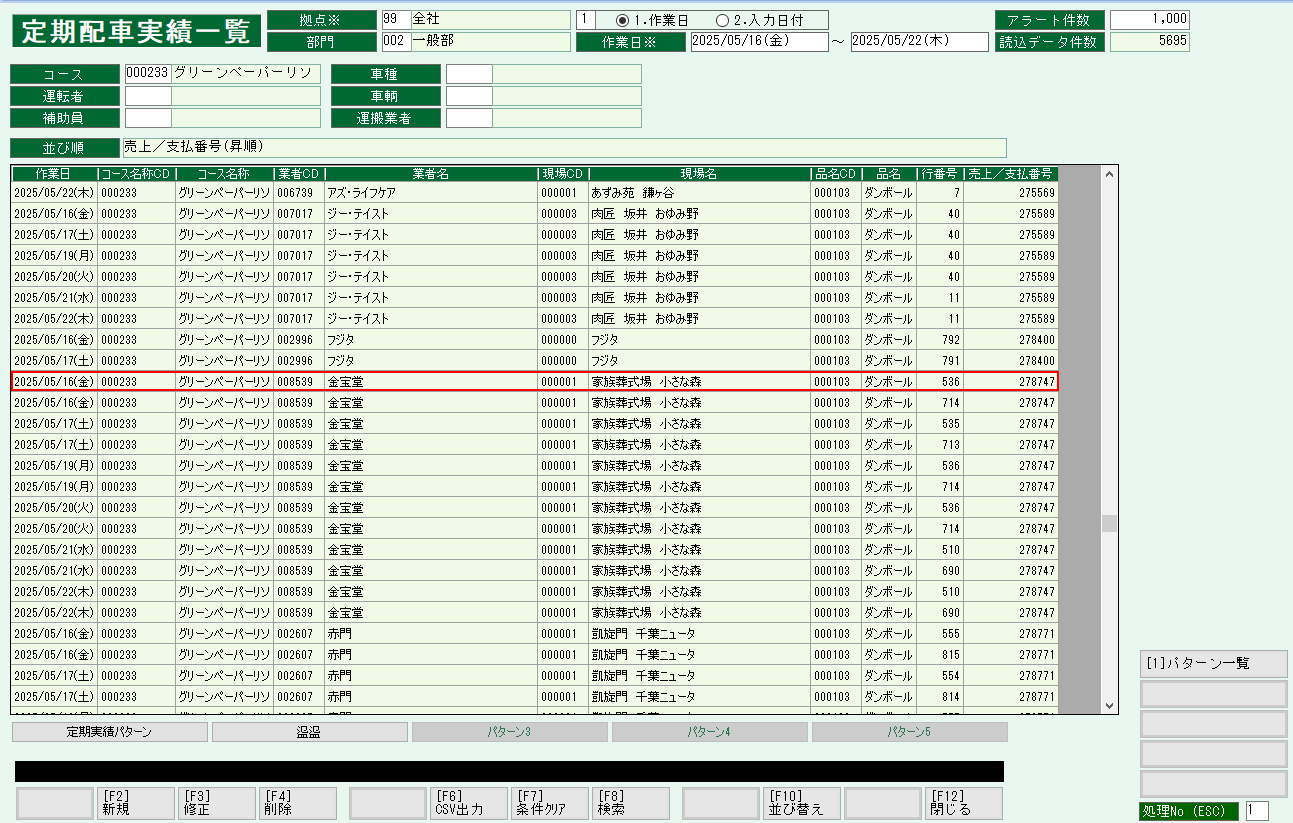 定期配車実績一覧
拠点※ 99 全社 1 1.作業日 2.入力日付 アラート件数 1,000
部門 002 一般部 作業日※ 2025/05/16(金) ～ 2025/05/22(木) 読込データ件数 5695
コース 000233 グリーンペーパーリソ 車種
運転者 車輌
補助員 運搬業者
並び順 売上／支払番号(昇順)
作業日 コース名称CD コース名称 業者CD 業者名 現場CD 現場名 品名CD 品名 行番号 売上／支払番号
2025/05/22(木) 000233 グリーンペーパーリソ 006739 アズ・ライフケア 000001 あずみ苑 鎌ヶ谷 000103 ダンボール 7 275569
2025/05/16(金) 000233 グリーンペーパーリソ 007017 ジー・テイスト 000003 肉匠 坂井 おゆみ野 000103 ダンボール 40 275589
2025/05/17(土) 000233 グリーンペーパーリソ 007017 ジー・テイスト 000003 肉匠 坂井 おゆみ野 000103 ダンボール 40 275589
2025/05/19(月) 000233 グリーンペーパーリソ 007017 ジー・テイスト 000003 肉匠 坂井 おゆみ野 000103 ダンボール 40 275589
2025/05/20(火) 000233 グリーンペーパーリソ 007017 ジー・テイスト 000003 肉匠 坂井 おゆみ野 000103 ダンボール 40 275589
2025/05/21(水) 000233 グリーンペーパーリソ 007017 ジー・テイスト 000003 肉匠 坂井 おゆみ野 000103 ダンボール 11 275589
2025/05/22(木) 000233 グリーンペーパーリソ 007017 ジー・テイスト 000003 肉匠 坂井 おゆみ野 000103 ダンボール 11 275589
2025/05/16(金) 000233 グリーンペーパーリソ 002996 フジタ 000000 フジタ 000103 ダンボール 792 278400
2025/05/17(土) 000233 グリーンペーパーリソ 002996 フジタ 000000 フジタ 000103 ダンボール 791 278400
2025/05/16(金) 000233 グリーンペーパーリソ 008539 金宝堂 000001 家族葬式場 小さな森 000103 ダンボール 536 278747
2025/05/16(金) 000233 グリーンペーパーリソ 008539 金宝堂 000001 家族葬式場 小さな森 000103 ダンボール 714 278747
2025/05/17(土) 000233 グリーンペーパーリソ 008539 金宝堂 000001 家族葬式場 小さな森 000103 ダンボール 535 278747
2025/05/17(土) 000233 グリーンペーパーリソ 008539 金宝堂 000001 家族葬式場 小さな森 000103 ダンボール 713 278747
2025/05/19(月) 000233 グリーンペーパーリソ 008539 金宝堂 000001 家族葬式場 小さな森 000103 ダンボール 536 278747
2025/05/19(月) 000233 グリーンペーパーリソ 008539 金宝堂 000001 家族葬式場 小さな森 000103 ダンボール 714 278747
2025/05/20(火) 000233 グリーンペーパーリソ 008539 金宝堂 000001 家族葬式場 小さな森 000103 ダンボール 536 278747
2025/05/20(火) 000233 グリーンペーパーリソ 008539 金宝堂 000001 家族葬式場 小さな森 000103 ダンボール 714 278747
2025/05/21(水) 000233 グリーンペーパーリソ 008539 金宝堂 000001 家族葬式場 小さな森 000103 ダンボール 510 278747
2025/05/21(水) 000233 グリーンペーパーリソ 008539 金宝堂 000001 家族葬式場 小さな森 000103 ダンボール 690 278747
2025/05/22(木) 000233 グリーンペーパーリソ 008539 金宝堂 000001 家族葬式場 小さな森 000103 ダンボール 510 278747
2025/05/22(木) 000233 グリーンペーパーリソ 008539 金宝堂 000001 家族葬式場 小さな森 000103 ダンボール 690 278747
2025/05/16(金) 000233 グリーンペーパーリソ 002607 赤門 000001 凱旋門 千葉ニュータ 000103 ダンボール 555 278771
2025/05/16(金) 000233 グリーンペーパーリソ 002607 赤門 000001 凱旋門 千葉ニュータ 000103 ダンボール 815 278771
2025/05/17(土) 000233 グリーンペーパーリソ 002607 赤門 000001 凱旋門 千葉ニュータ 000103 ダンボール 554 278771
2025/05/17(土) 000233 グリーンペーパーリソ 002607 赤門 000001 凱旋門 千葉ニュータ 000103 ダンボール 814 278771
[1]パターン一覧
定期実績パターン 温温 パターン3 パターン4 パターン5
[F2] 新規 [F3] 修正 [F4] 削除 [F6] CSV出力 [F7] 条件クリア [F8] 検索 [F10] 並び替え [F12] 閉じる
処理No (ESC) 1